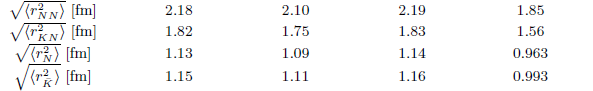 √⟨r²_NN⟩ [fm] 2.18 2.10 2.19 1.85
√⟨r²_K̄N⟩ [fm] 1.82 1.75 1.83 1.56
√⟨r²_N⟩ [fm] 1.13 1.09 1.14 0.963
√⟨r²_K̄⟩ [fm] 1.15 1.11 1.16 0.993